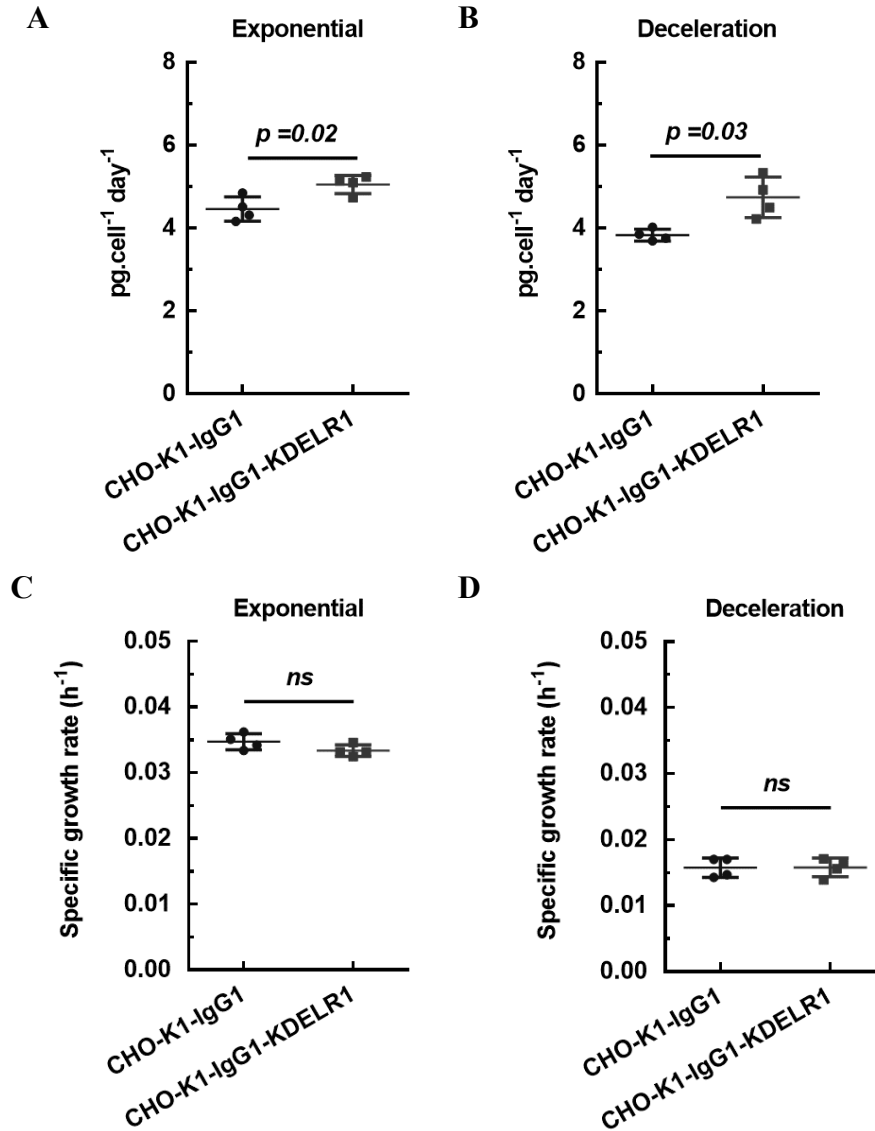 A
Exponential
pg.cell⁻¹ day⁻¹
8
6
4
2
0
p =0.02
CHO-K1-IgG1
CHO-K1-IgG1-KDELR1
B
Deceleration
pg.cell⁻¹ day⁻¹
8
6
4
2
0
p =0.03
CHO-K1-IgG1
CHO-K1-IgG1-KDELR1
C
Exponential
Specific growth rate (h⁻¹)
0.05
0.04
0.03
0.02
0.01
0.00
ns
CHO-K1-IgG1
CHO-K1-IgG1-KDELR1
D
Deceleration
Specific growth rate (h⁻¹)
0.05
0.04
0.03
0.02
0.01
0.00
ns
CHO-K1-IgG1
CHO-K1-IgG1-KDELR1